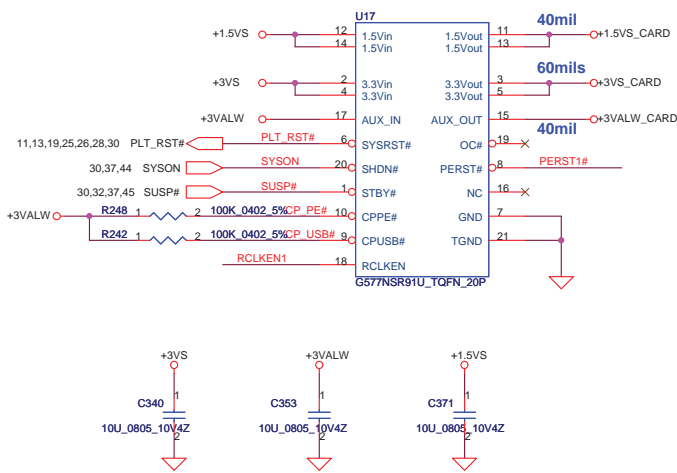 U17
+1.5VS 12 1.5Vin 1.5Vout 11 40mil +1.5VS_CARD
14 1.5Vin 1.5Vout 13
60mils
+3VS 2 3.3Vin 3.3Vout 3 +3VS_CARD
4 3.3Vin 3.3Vout 5
+3VALW 17 AUX_IN AUX_OUT 15 +3VALW_CARD
40mil
11,13,19,25,26,28,30 PLT_RST# PLT_RST# 6 SYSRST# OC# 19
30,37,44 SYSON SYSON 20 SHDN# PERST# 8 PERST1#
30,32,37,45 SUSP# SUSP# 1 STBY# NC 16
+3VALW R248 1 2 100K_0402_5% CP_PE# 10 CPPE# GND 7
R242 1 2 100K_0402_5% CP_USB# 9 CPUSB# TGND 21
RCLKEN1 18 RCLKEN
G577NSR91U_TQFN_20P
+3VS +3VALW +1.5VS
1 1 1
C340 C353 C371
10U_0805_10V4Z 10U_0805_10V4Z 10U_0805_10V4Z
2 2 2